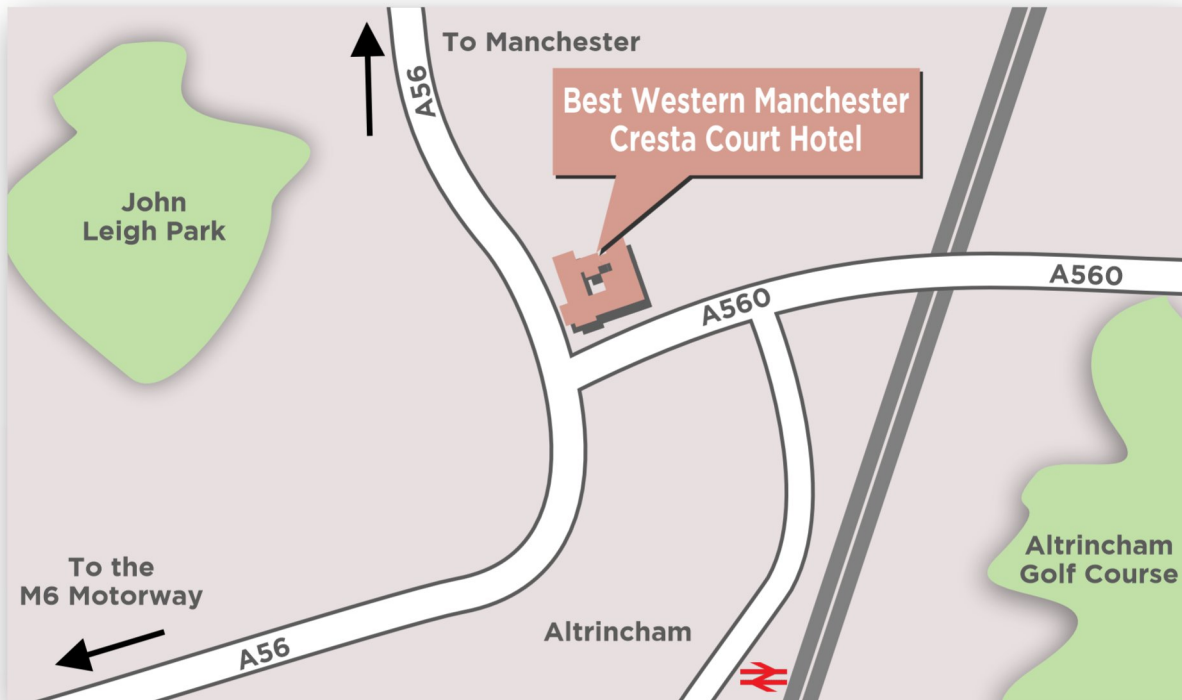 To Manchester
A56
Best Western Manchester
Cresta Court Hotel
John
Leigh Park
A560
A560
Altrincham
Golf Course
To the
M6 Motorway
Altrincham
A56